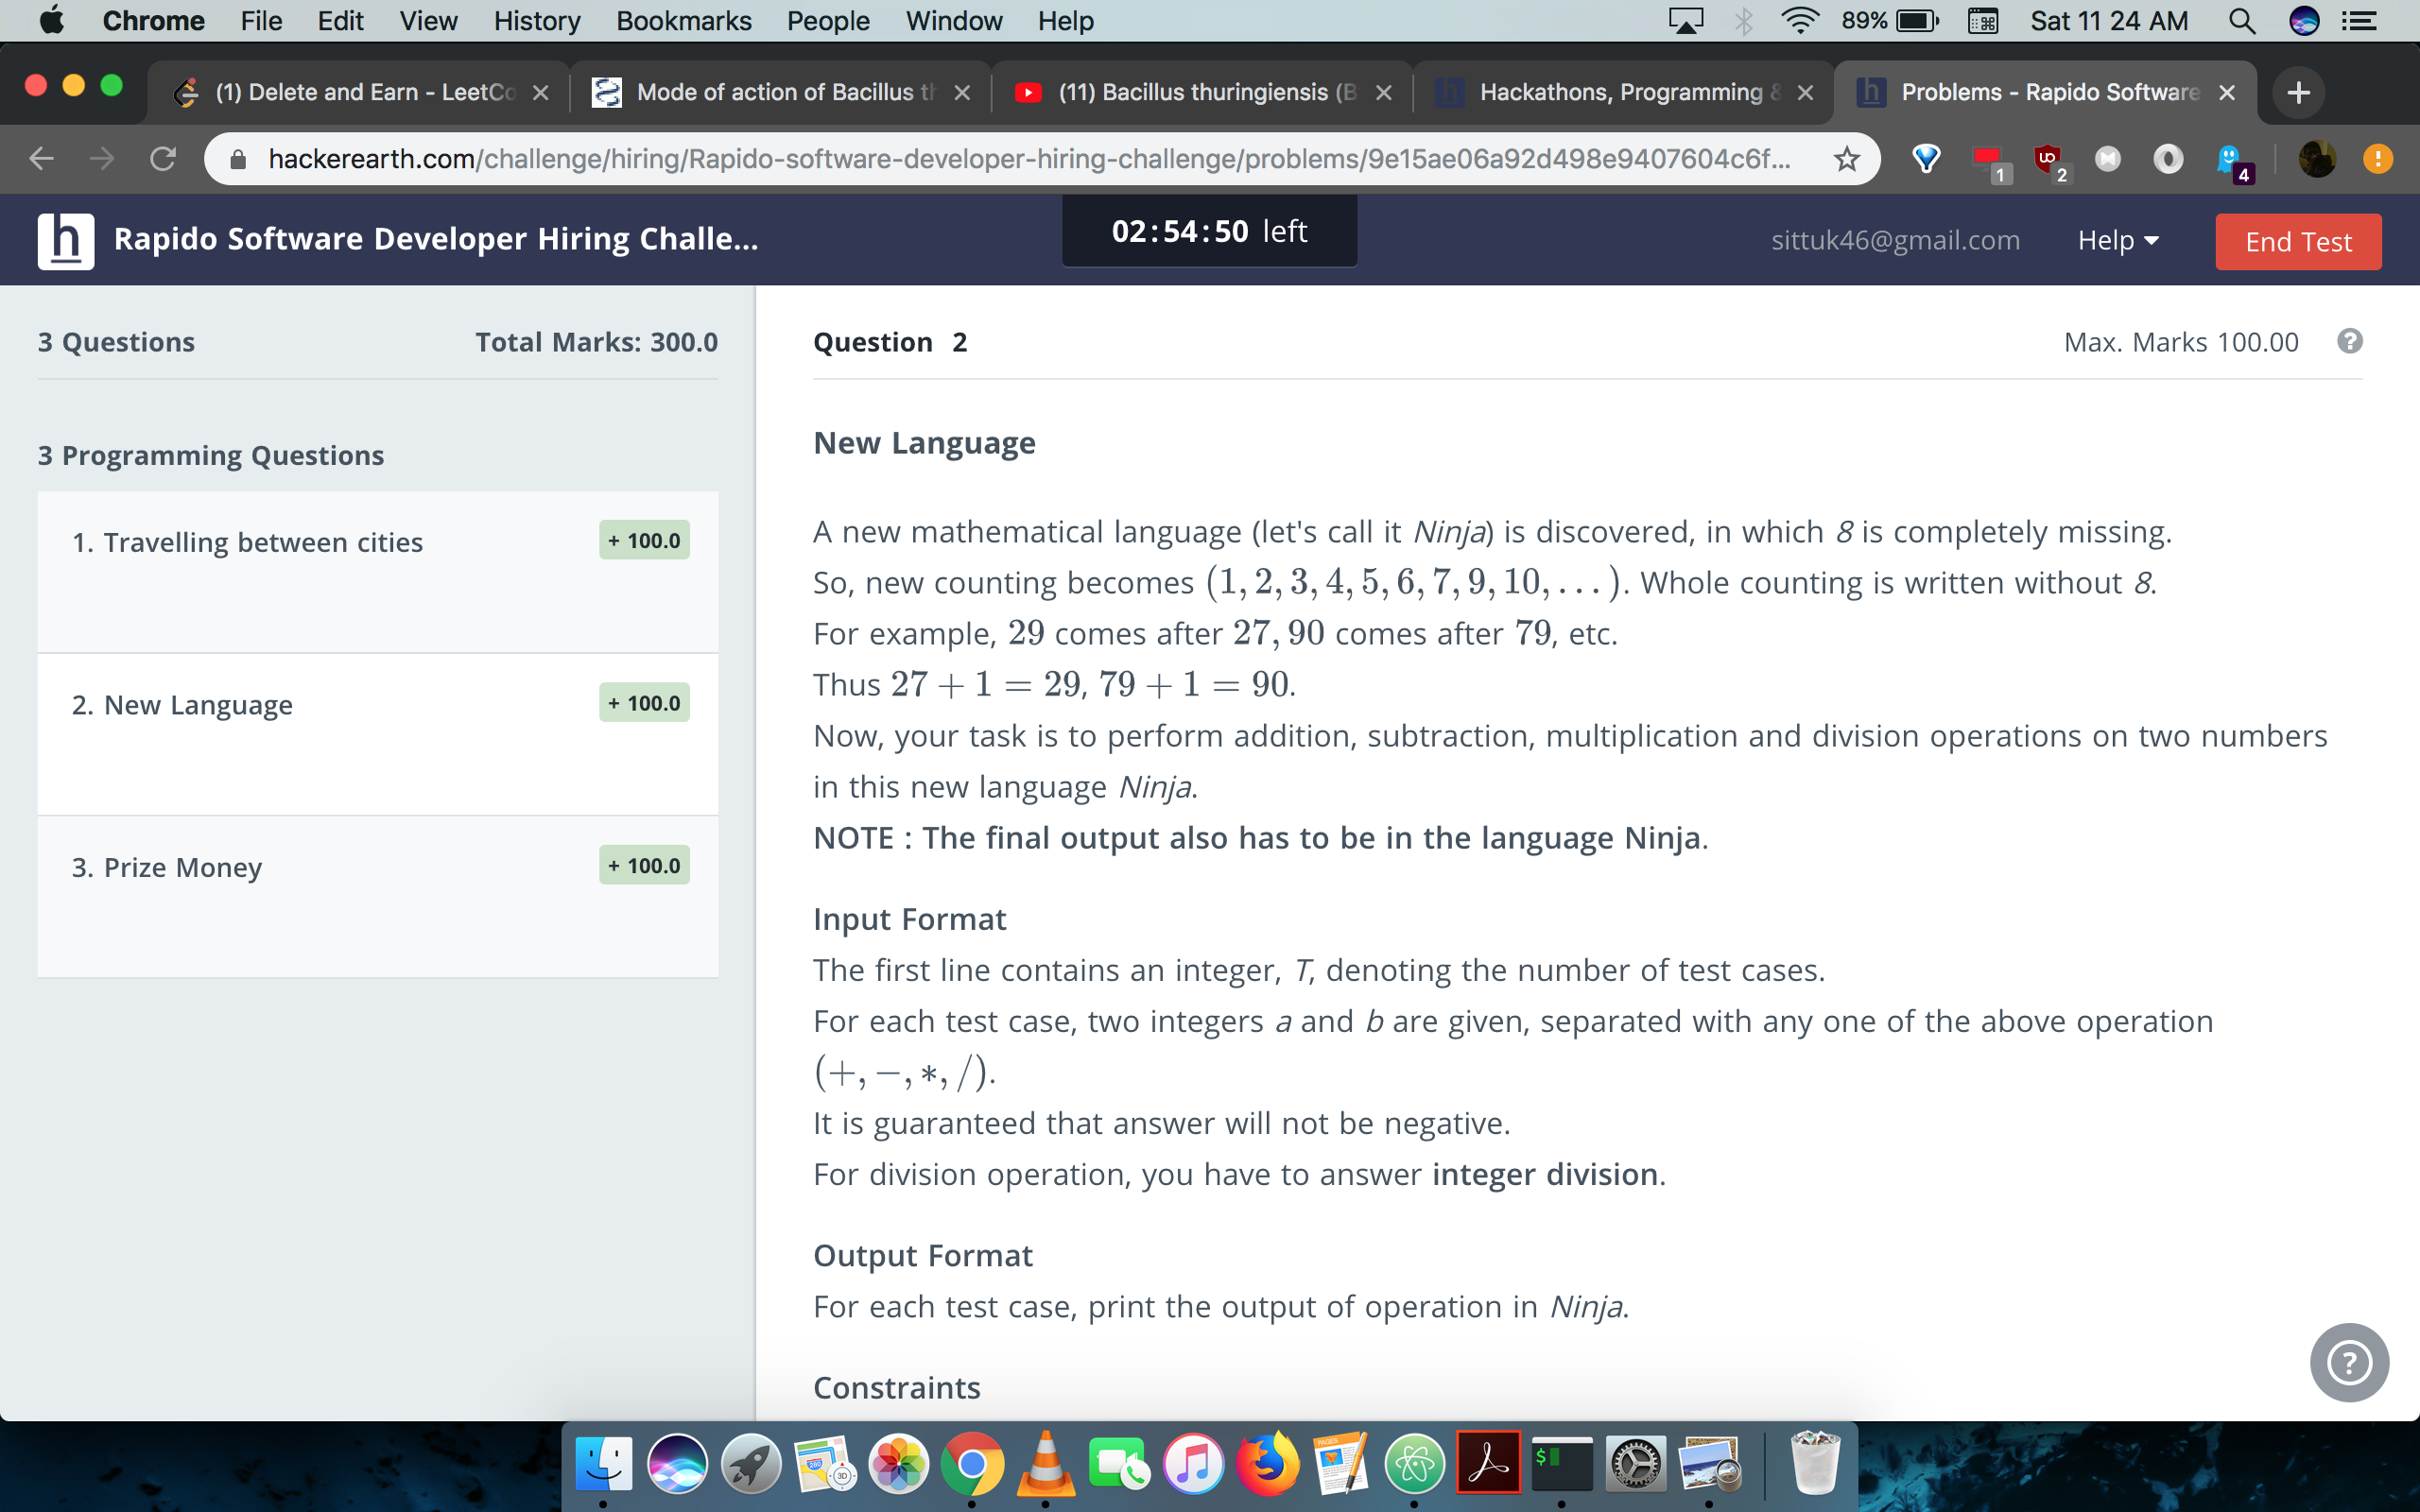 Chrome File Edit View History Bookmarks People Window Help 89% Sat 11 24 AM
(1) Delete and Earn - LeetCo
Mode of action of Bacillus th
(11) Bacillus thuringiensis (B
Hackathons, Programming &
Problems - Rapido Software
hackerearth.com/challenge/hiring/Rapido-software-developer-hiring-challenge/problems/9e15ae06a92d498e9407604c6f...
1 2 4
h Rapido Software Developer Hiring Challe...
02:54:50 left
sittuk46@gmail.com Help End Test
3 Questions Total Marks: 300.0
3 Programming Questions
1. Travelling between cities + 100.0
2. New Language + 100.0
3. Prize Money + 100.0
Question 2 Max. Marks 100.00 ?
New Language
A new mathematical language (let's call it Ninja) is discovered, in which 8 is completely missing.
So, new counting becomes (1, 2, 3, 4, 5, 6, 7, 9, 10, . . . ). Whole counting is written without 8.
For example, 29 comes after 27, 90 comes after 79, etc.
Thus 27 + 1 = 29, 79 + 1 = 90.
Now, your task is to perform addition, subtraction, multiplication and division operations on two numbers
in this new language Ninja.
NOTE : The final output also has to be in the language Ninja.
Input Format
The first line contains an integer, T, denoting the number of test cases.
For each test case, two integers a and b are given, separated with any one of the above operation
(+, −, ∗, /).
It is guaranteed that answer will not be negative.
For division operation, you have to answer integer division.
Output Format
For each test case, print the output of operation in Ninja.
Constraints
?